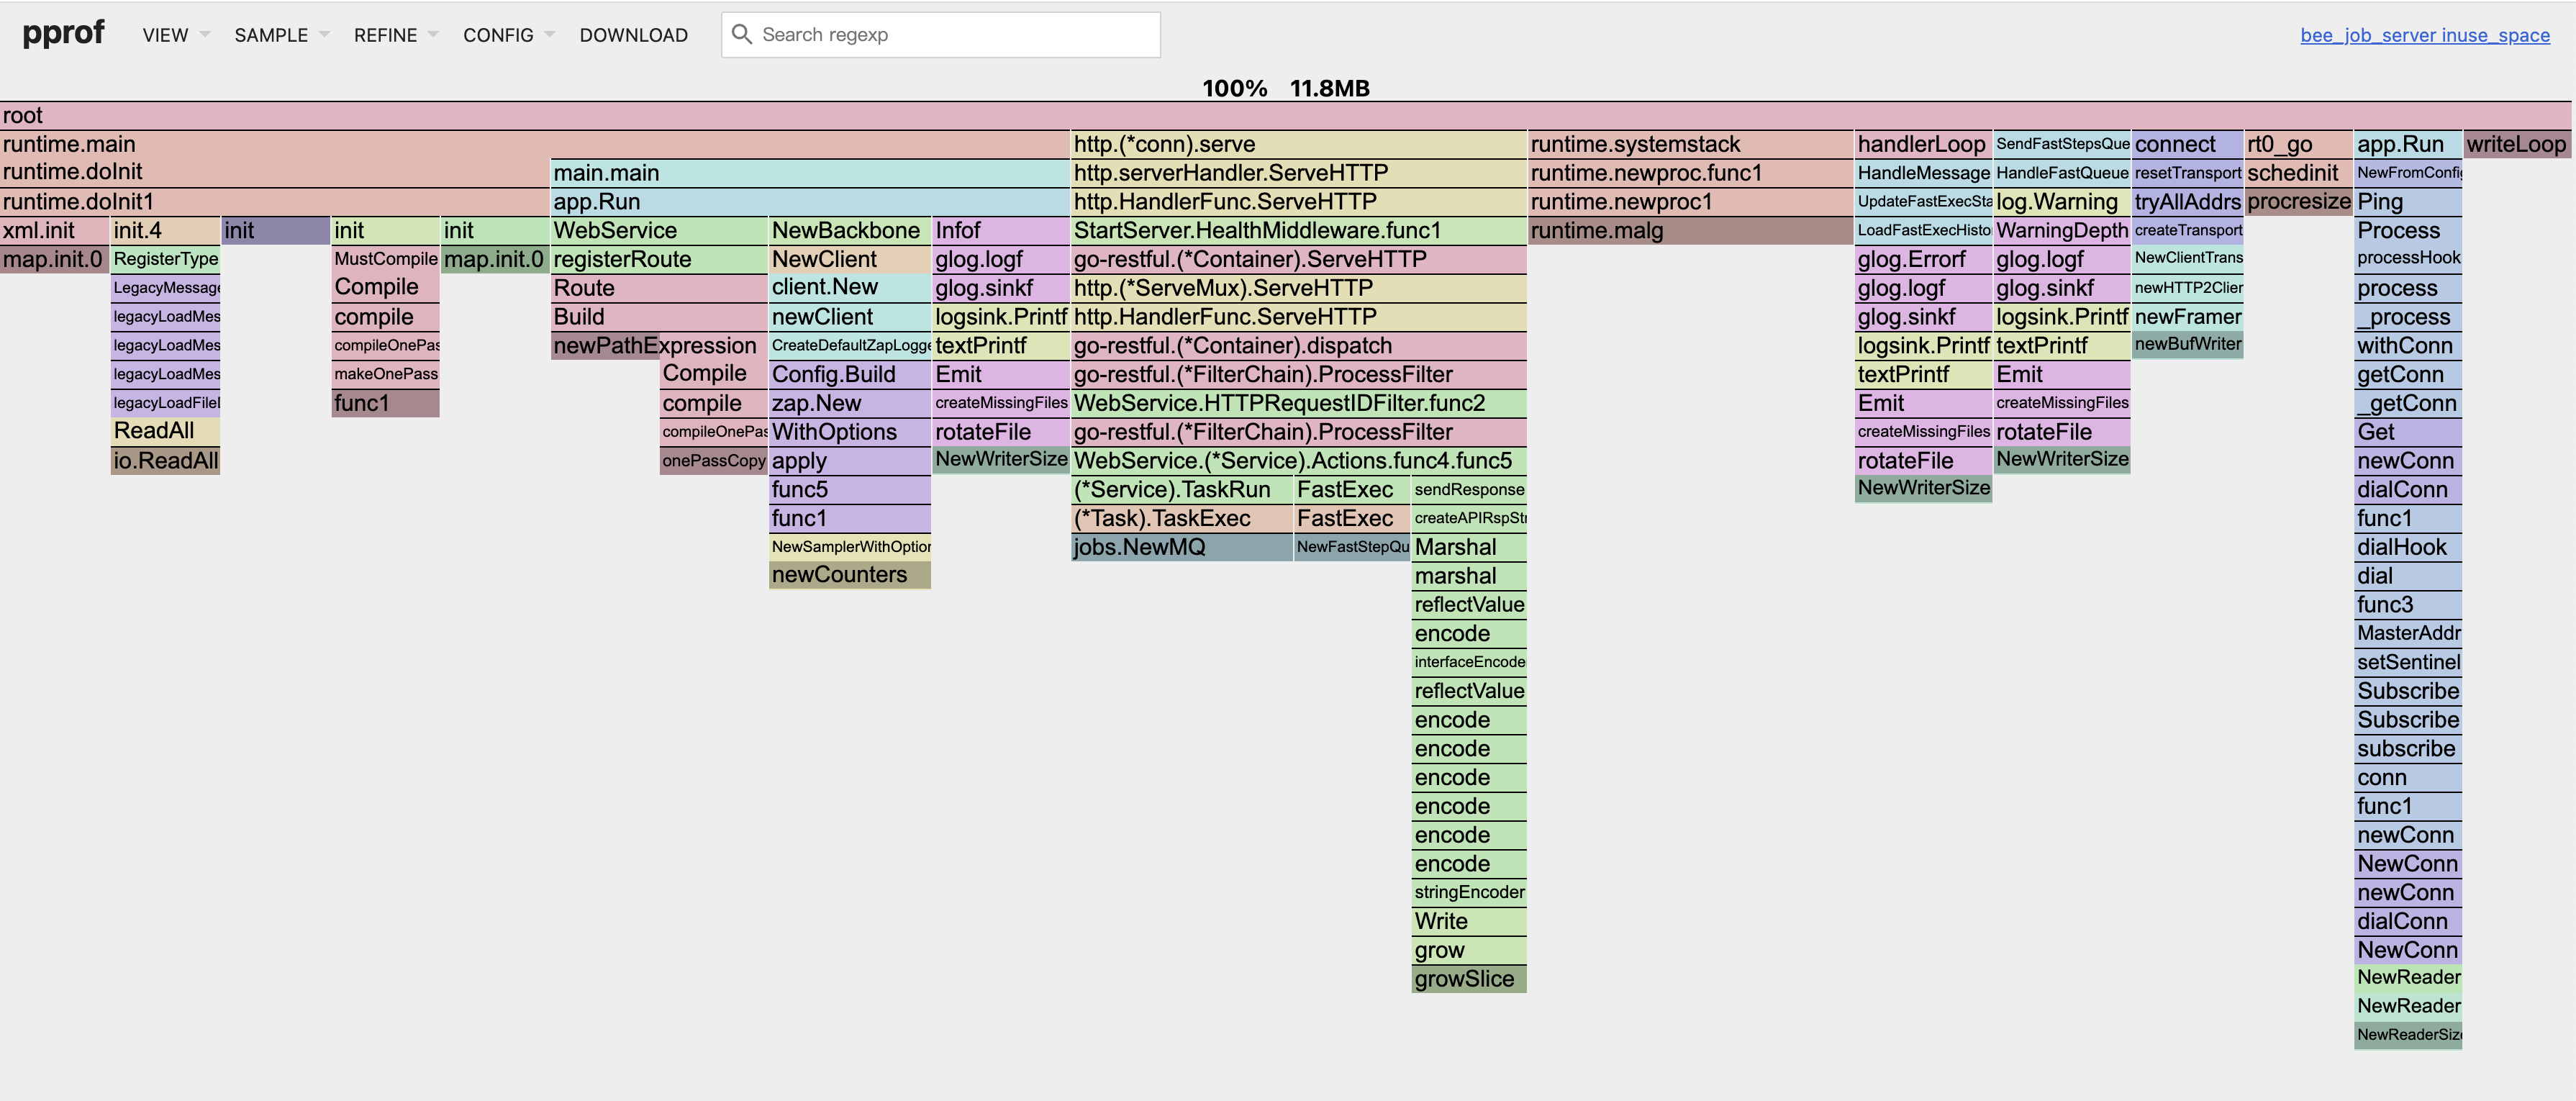 pprof VIEW SAMPLE REFINE CONFIG DOWNLOAD Search regexp bee_job_server inuse_space
100% 11.8MB
root
runtime.main http.(*conn).serve runtime.systemstack handlerLoop SendFastStepsQue connect rt0_go app.Run writeLoop
runtime.doInit main.main http.serverHandler.ServeHTTP runtime.newproc.func1 HandleMessage HandleFastQueue resetTransport schedinit NewFromConfi
runtime.doInit1 app.Run http.HandlerFunc.ServeHTTP runtime.newproc1 UpdateFastExecSta log.Warning tryAllAddrs procresize Ping
xml.init init.4 init init init WebService NewBackbone Infof StartServer.HealthMiddleware.func1 runtime.malg LoadFastExecHisto WarningDepth createTransport Process
map.init.0 RegisterType MustCompile map.init.0 registerRoute NewClient glog.logf go-restful.(*Container).ServeHTTP glog.Errorf glog.logf NewClientTrans processHook
LegacyMessage Compile Route client.New glog.sinkf http.(*ServeMux).ServeHTTP glog.logf glog.sinkf newHTTP2Clier process
legacyLoadMes compile Build newClient logsink.Printf http.HandlerFunc.ServeHTTP glog.sinkf logsink.Printf newFramer _process
legacyLoadMes compileOnePas newPathExpression CreateDefaultZapLogge textPrintf go-restful.(*Container).dispatch logsink.Printf textPrintf newBufWriter withConn
legacyLoadMes makeOnePass Compile Config.Build Emit go-restful.(*FilterChain).ProcessFilter textPrintf Emit getConn
legacyLoadFile func1 compile zap.New createMissingFiles WebService.HTTPRequestIDFilter.func2 Emit createMissingFiles _getConn
ReadAll compileOnePas WithOptions rotateFile go-restful.(*FilterChain).ProcessFilter createMissingFiles rotateFile Get
io.ReadAll onePassCopy apply NewWriterSize WebService.(*Service).Actions.func4.func5 rotateFile NewWriterSize newConn
func5 (*Service).TaskRun FastExec sendResponse NewWriterSize dialConn
func1 (*Task).TaskExec FastExec createAPIRspStr func1
NewSamplerWithOption jobs.NewMQ NewFastStepQu Marshal dialHook
newCounters marshal dial
reflectValue func3
encode MasterAddr
interfaceEncode setSentinel
reflectValue Subscribe
encode Subscribe
encode subscribe
encode conn
encode func1
encode newConn
encode NewConn
stringEncoder newConn
Write dialConn
grow NewConn
growSlice NewReader
NewReader
NewReaderSiz